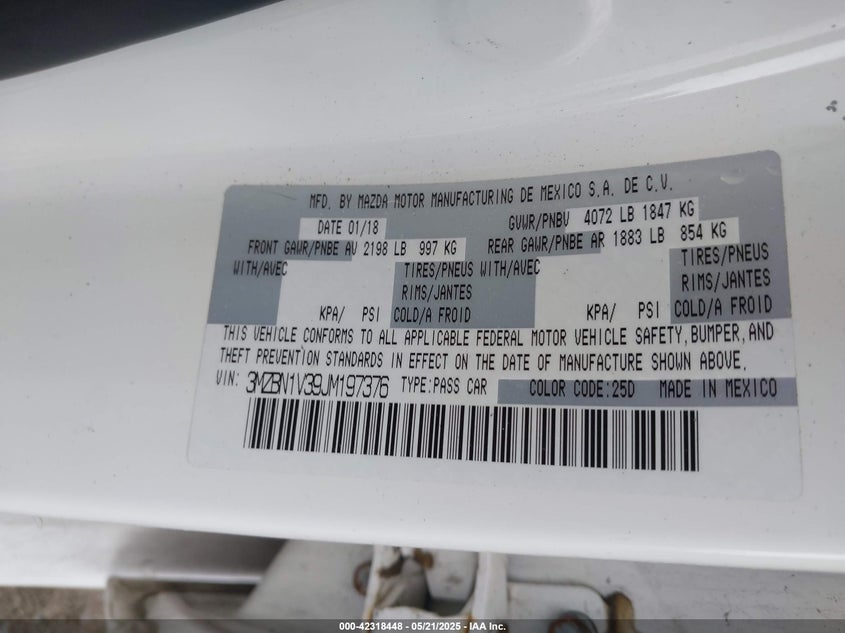 MFD. BY MAZDA MOTOR MANUFACTURING DE MEXICO S.A. DE C.V.
DATE 01/18 GVWR/PNBV 4072 LB 1847 KG
FRONT GAWR/PNBE AV 2198 LB 997 KG REAR GAWR/PNBE AR 1883 LB 854 KG
WITH/AVEC TIRES/PNEUS WITH/AVEC TIRES/PNEUS
RIMS/JANTES RIMS/JANTES
KPA/ PSI COLD/A FROID KPA/ PSI COLD/A FROID
THIS VEHICLE CONFORMS TO ALL APPLICABLE FEDERAL MOTOR VEHICLE SAFETY, BUMPER, AND
THEFT PREVENTION STANDARDS IN EFFECT ON THE DATE OF MANUFACTURE SHOWN ABOVE.
VIN: 3MZBN1V39JM197376 TYPE:PASS CAR COLOR CODE:25D MADE IN MEXICO
000-42318448 - 05/21/2025 - IAA Inc.